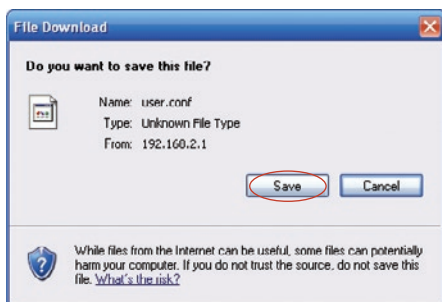 File Download
Do you want to save this file?
Name: user.conf
Type: Unknown File Type
From: 192.168.2.1
Save Cancel
While files from the Internet can be useful, some files can potentially
harm your computer. If you do not trust the source, do not save this
file. What's the risk?